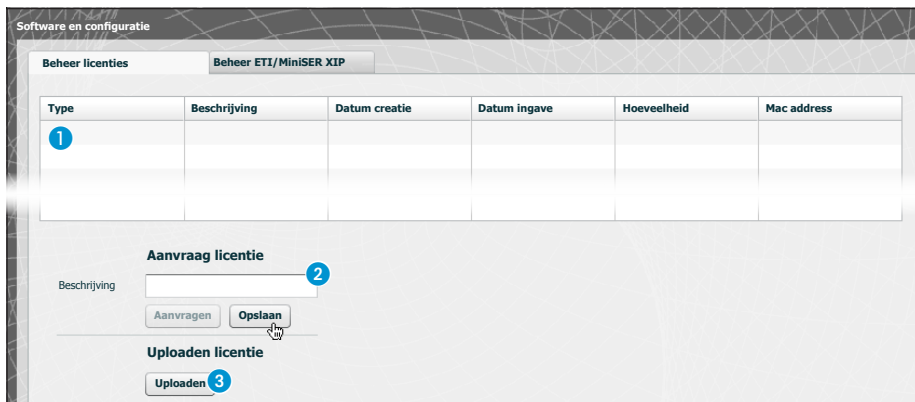 Software en configuratie
Beheer licenties Beheer ETI/MiniSER XIP
Type Beschrijving Datum creatie Datum ingave Hoeveelheid Mac address
1
Aanvraag licentie
2
Beschrijving
Aanvragen Opslaan
Uploaden licentie
Uploaden 3